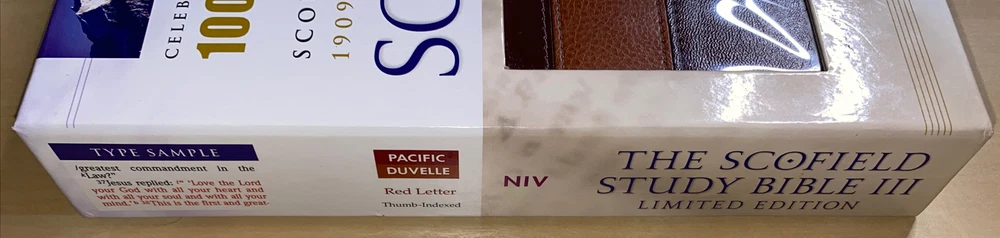 CELEB
100
SCO
1909
SC
TYPE SAMPLE
greatest commandment in the
Law?"
37Jesus replied: "'Love the Lord
your God with all your heart and
with all your soul and with all your
mind.' 38This is the first and great-
PACIFIC
DUVELLE
Red Letter
Thumb-Indexed
NIV
THE SCOFIELD
STUDY BIBLE III
LIMITED EDITION